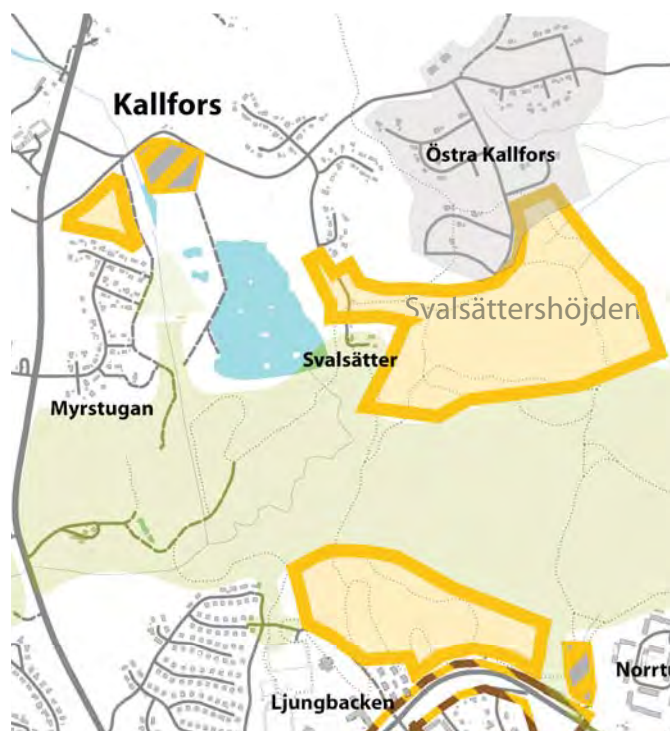 Kallfors
Östra Kallfors
Svalsättershöjden
Svalsätter
Myrstugan
Ljungbacken